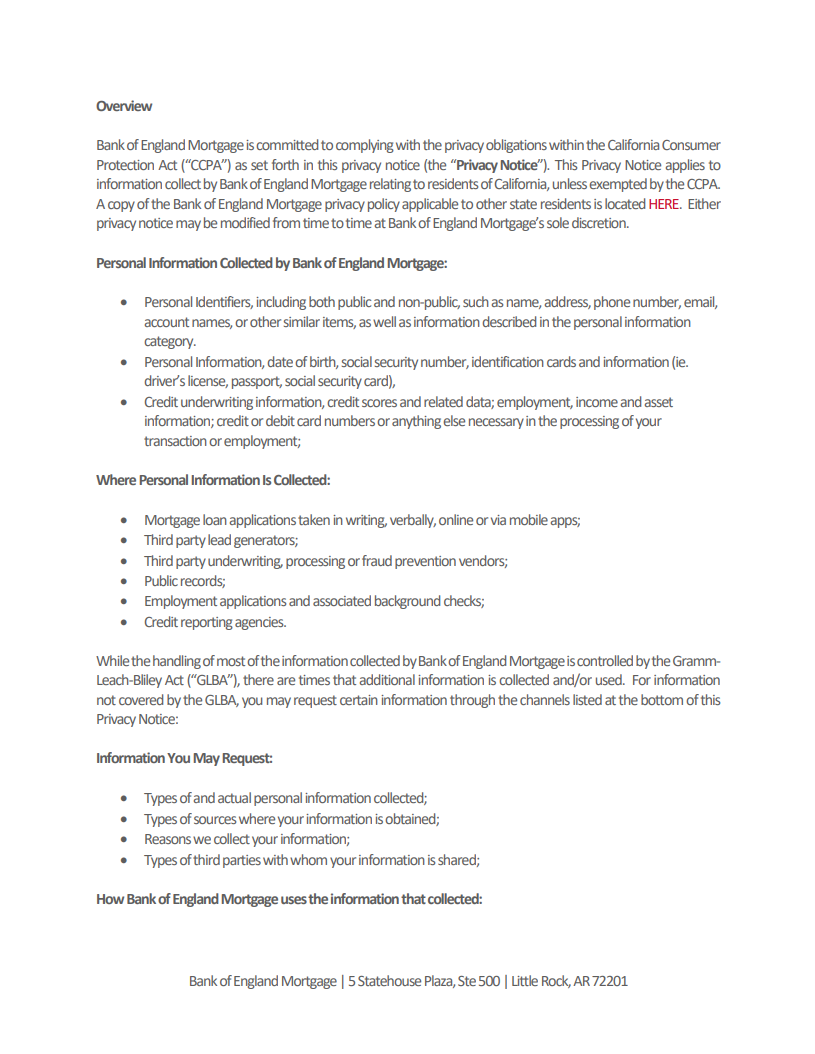 Overview
Bank of England Mortgage is committed to complying with the privacy obligations within the California Consumer
Protection Act (“CCPA”) as set forth in this privacy notice (the “Privacy Notice”). This Privacy Notice applies to
information collect by Bank of England Mortgage relating to residents of California, unless exempted by the CCPA.
A copy of the Bank of England Mortgage privacy policy applicable to other state residents is located HERE. Either
privacy notice may be modified from time to time at Bank of England Mortgage’s sole discretion.
Personal Information Collected by Bank of England Mortgage:
• Personal Identifiers, including both public and non-public, such as name, address, phone number, email,
account names, or other similar items, as well as information described in the personal information
category.
• Personal Information, date of birth, social security number, identification cards and information (ie.
driver’s license, passport, social security card),
• Credit underwriting information, credit scores and related data; employment, income and asset
information; credit or debit card numbers or anything else necessary in the processing of your
transaction or employment;
Where Personal Information Is Collected:
• Mortgage loan applications taken in writing, verbally, online or via mobile apps;
• Third party lead generators;
• Third party underwriting, processing or fraud prevention vendors;
• Public records;
• Employment applications and associated background checks;
• Credit reporting agencies.
While the handling of most of the information collected by Bank of England Mortgage is controlled by the Gramm-
Leach-Bliley Act (“GLBA”), there are times that additional information is collected and/or used. For information
not covered by the GLBA, you may request certain information through the channels listed at the bottom of this
Privacy Notice:
Information You May Request:
• Types of and actual personal information collected;
• Types of sources where your information is obtained;
• Reasons we collect your information;
• Types of third parties with whom your information is shared;
How Bank of England Mortgage uses the information that collected:
Bank of England Mortgage | 5 Statehouse Plaza, Ste 500 | Little Rock, AR 72201